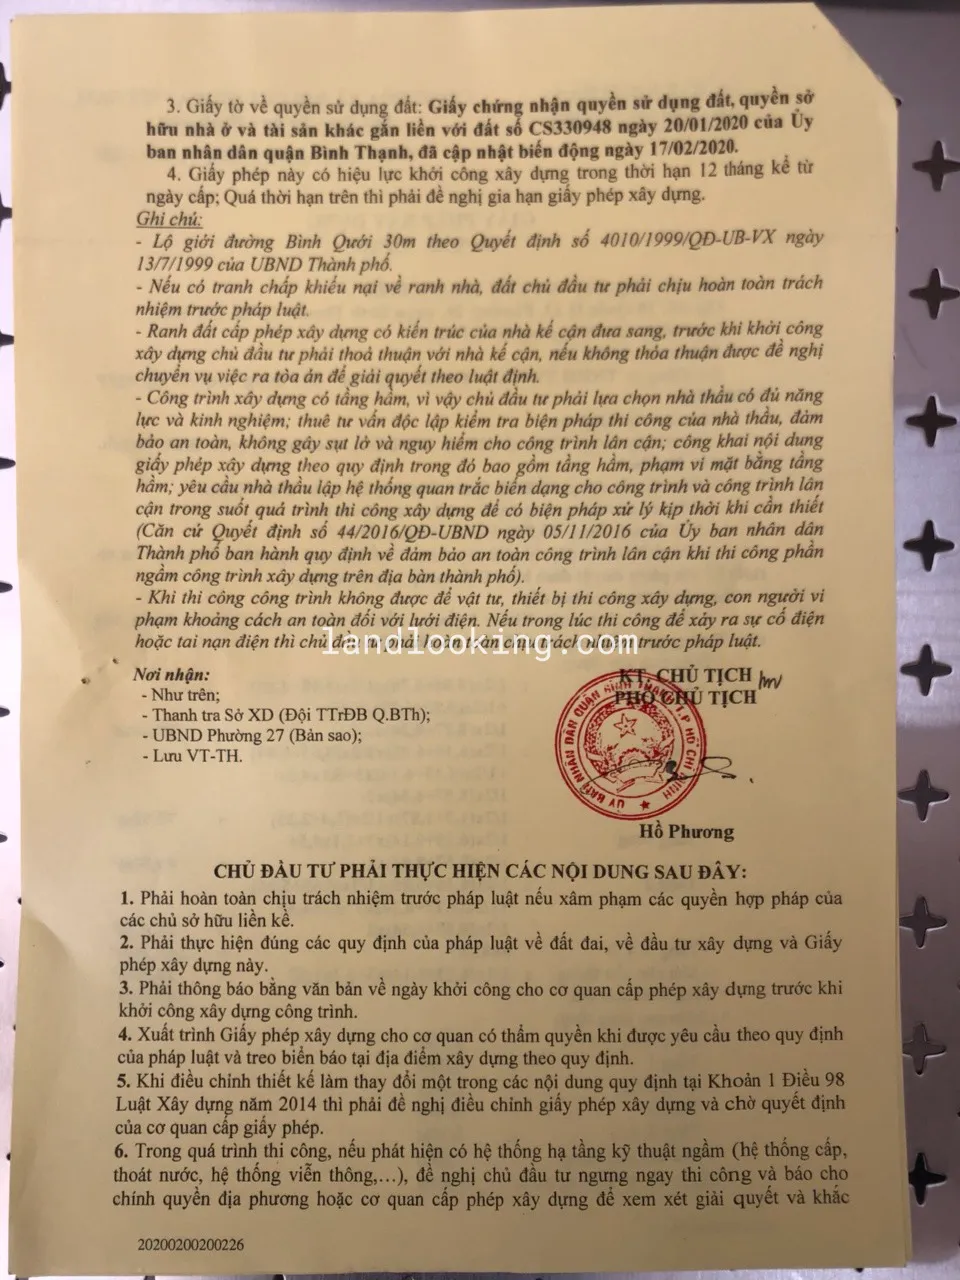 3. Giấy tờ về quyền sử dụng đất: Giấy chứng nhận quyền sử dụng đất, quyền sở
hữu nhà ở và tài sản khác gắn liền với đất số CS330948 ngày 20/01/2020 của Ủy
ban nhân dân quận Bình Thạnh, đã cập nhật biến động ngày 17/02/2020.
4. Giấy phép này có hiệu lực khởi công xây dựng trong thời hạn 12 tháng kể từ
ngày cấp; Quá thời hạn trên thì phải đề nghị gia hạn giấy phép xây dựng.
Ghi chú:
- Lộ giới đường Bình Qưới 30m theo Quyết định số 4010/1999/QĐ-UB-VX ngày
13/7/1999 của UBND Thành phố.
- Nếu có tranh chấp khiếu nại về ranh nhà, đất chủ đầu tư phải chịu hoàn toàn trách
nhiệm trước pháp luật.
- Ranh đất cấp phép xây dựng có kiến trúc của nhà kế cận đưa sang, trước khi khởi công
xây dựng chủ đầu tư phải thoả thuận với nhà kế cận, nếu không thỏa thuận được đề nghị
chuyển vụ việc ra tòa án để giải quyết theo luật định.
- Công trình xây dựng có tầng hầm, vì vậy chủ đầu tư phải lựa chọn nhà thầu có đủ năng
lực và kinh nghiệm; thuê tư vấn độc lập kiểm tra biện pháp thi công của nhà thầu, đảm
bảo an toàn, không gây sụt lở và nguy hiểm cho công trình lân cận; công khai nội dung
giấy phép xây dựng theo quy định trong đó bao gồm tầng hầm, phạm vi mặt bằng tầng
hầm; yêu cầu nhà thầu lập hệ thống quan trắc biến dạng cho công trình và công trình lân
cận trong suốt quá trình thi công xây dựng để có biện pháp xử lý kịp thời khi cần thiết
(Căn cứ Quyết định số 44/2016/QĐ-UBND ngày 05/11/2016 của Ủy ban nhân dân
Thành phố ban hành quy định về đảm bảo an toàn công trình lân cận khi thi công phần
ngầm công trình xây dựng trên địa bàn thành phố).
- Khi thi công công trình không được để vật tư, thiết bị thi công xây dựng, con người vi
phạm khoảng cách an toàn đối với lưới điện. Nếu trong lúc thi công để xảy ra sự cố điện
hoặc tai nạn điện thì chủ đầu tư phải hoàn toàn chịu trách nhiệm trước pháp luật.
landlooking.com
Nơi nhận:
- Như trên;
- Thanh tra Sở XD (Đội TTrĐB Q.BTh);
- UBND Phường 27 (Bản sao);
- Lưu VT-TH.
KT. CHỦ TỊCH
PHÓ CHỦ TỊCH
ỦY BAN NHÂN DÂN QUẬN BÌNH THẠNH T.P HỒ CHÍ MINH
Hồ Phương
CHỦ ĐẦU TƯ PHẢI THỰC HIỆN CÁC NỘI DUNG SAU ĐÂY:
1. Phải hoàn toàn chịu trách nhiệm trước pháp luật nếu xâm phạm các quyền hợp pháp của
các chủ sở hữu liền kề.
2. Phải thực hiện đúng các quy định của pháp luật về đất đai, về đầu tư xây dựng và Giấy
phép xây dựng này.
3. Phải thông báo bằng văn bản về ngày khởi công cho cơ quan cấp phép xây dựng trước khi
khởi công xây dựng công trình.
4. Xuất trình Giấy phép xây dựng cho cơ quan có thẩm quyền khi được yêu cầu theo quy định
của pháp luật và treo biển báo tại địa điểm xây dựng theo quy định.
5. Khi điều chỉnh thiết kế làm thay đổi một trong các nội dung quy định tại Khoản 1 Điều 98
Luật Xây dựng năm 2014 thì phải đề nghị điều chỉnh giấy phép xây dựng và chờ quyết định
của cơ quan cấp giấy phép.
6. Trong quá trình thi công, nếu phát hiện có hệ thống hạ tầng kỹ thuật ngầm (hệ thống cấp,
thoát nước, hệ thống viễn thông,…), đề nghị chủ đầu tư ngưng ngay thi công và báo cho
chính quyền địa phương hoặc cơ quan cấp phép xây dựng để xem xét giải quyết và khắc
20200200200226